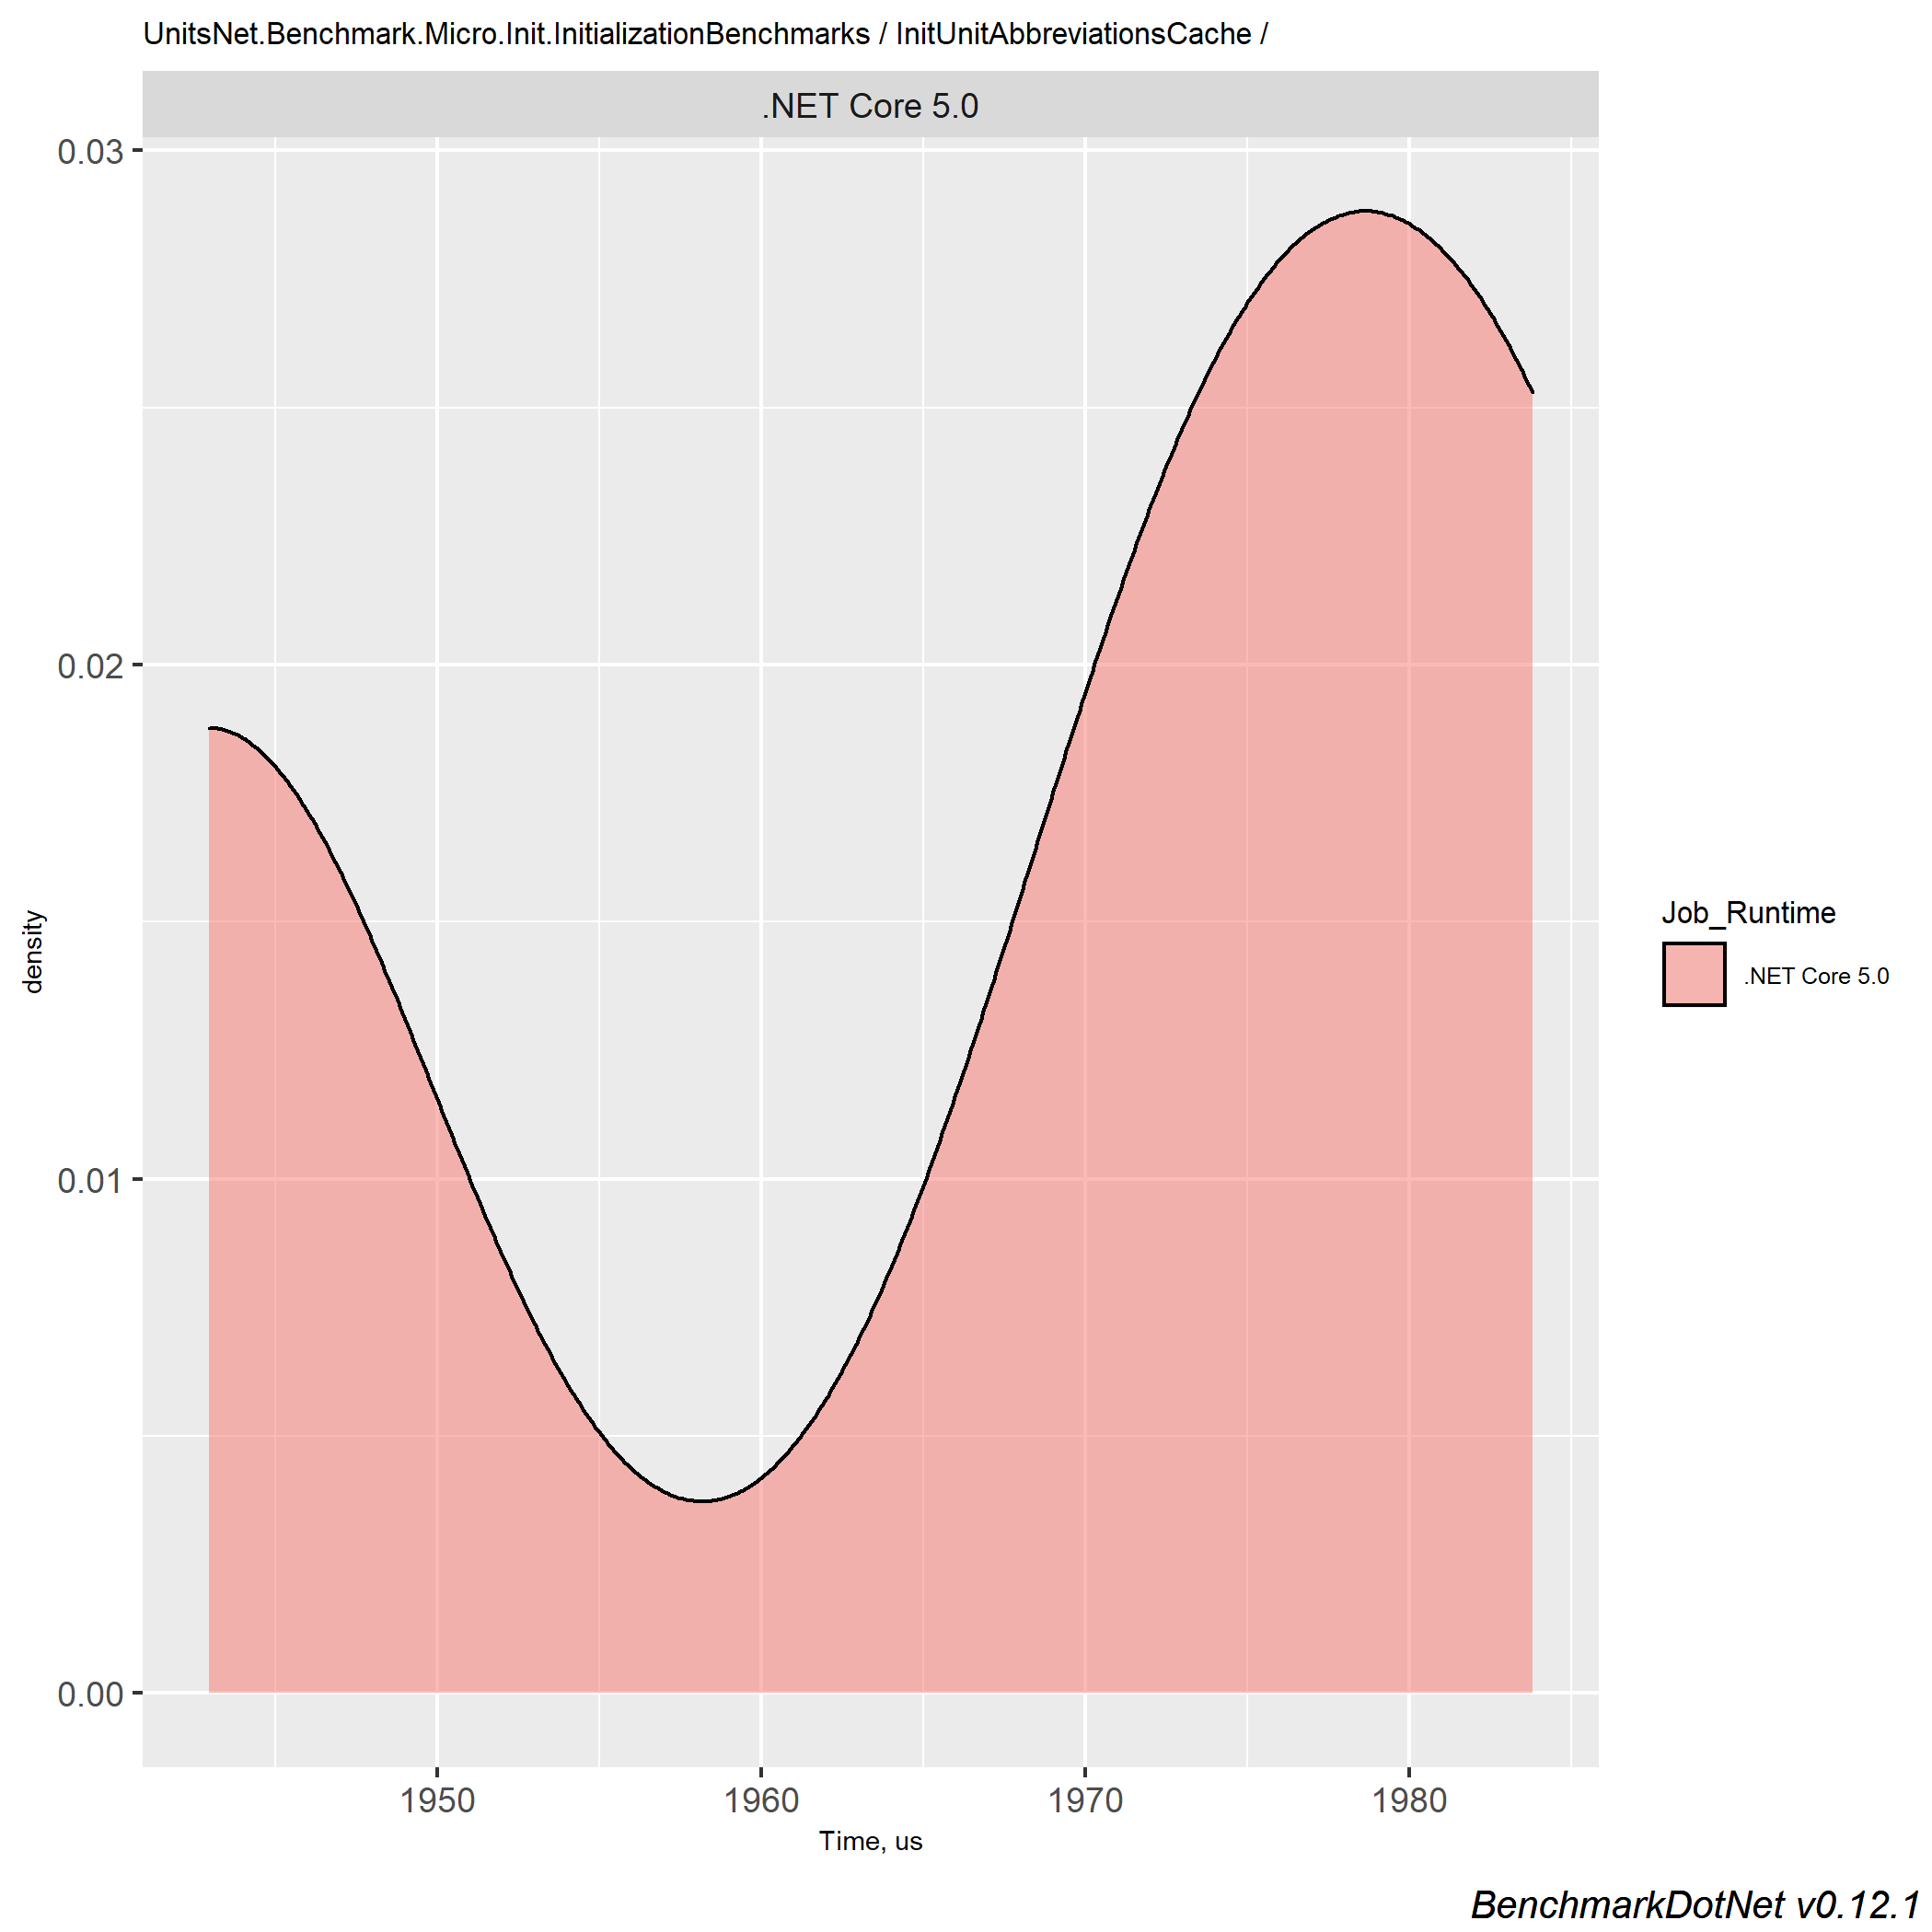 UnitsNet.Benchmark.Micro.Init.InitializationBenchmarks / InitUnitAbbreviationsCache /
.NET Core 5.0
0.03
0.02
0.01
0.00
density
1950 1960 1970 1980
Time, us
Job_Runtime
.NET Core 5.0
BenchmarkDotNet v0.12.1